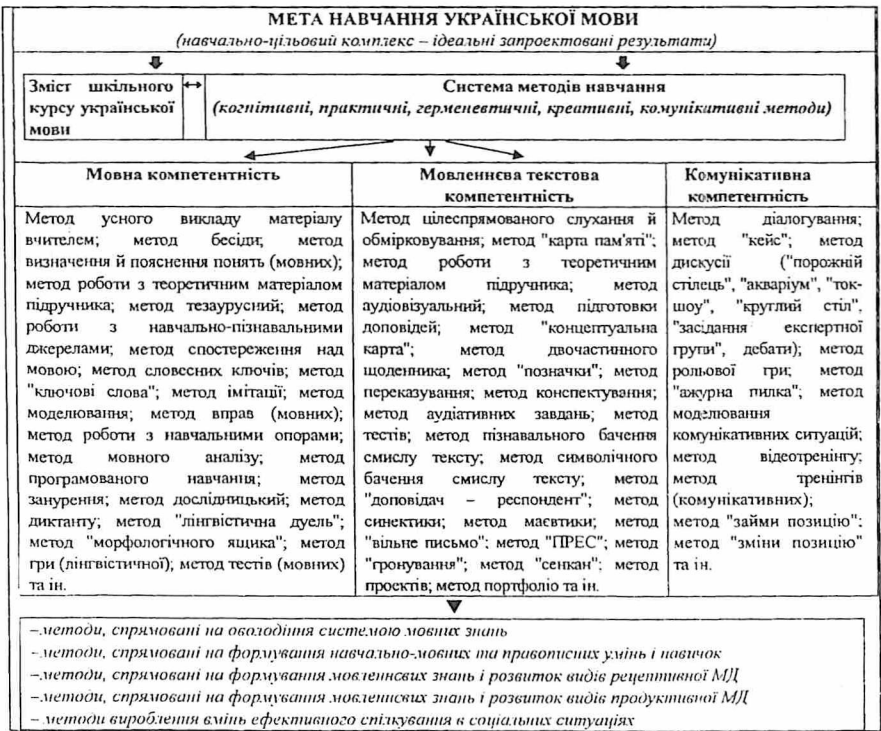 МЕТА НАВЧАННЯ УКРАЇНСЬКОЇ МОВИ
(навчально-цільовий комплекс – ідеальні запроектовані результати)
Зміст шкільного
курсу української
мови
↔
Система методів навчання
(когнітивні, практичні, герменевтичні, креативні, комунікативні методи)
Мовна компетентність
Метод усного викладу матеріалу
вчителем; метод бесіди; метод
визначення й пояснення понять (мовних);
метод роботи з теоретичним матеріалом
підручника; метод тезаурусний; метод
роботи з навчально-пізнавальними
джерелами; метод спостереження над
мовою; метод словесних ключів; метод
"ключові слова"; метод імітації; метод
моделювання; метод вправ (мовних);
метод роботи з навчальними опорами;
метод мовного аналізу; метод
програмованого навчання; метод
занурення; метод дослідницький; метод
диктанту; метод "лінгвістична дуель";
метод "морфологічного ящика"; метод
гри (лінгвістичної); метод тестів (мовних)
та ін.
Мовленнєва текстова
компетентність
Метод цілеспрямованого слухання й
обмірковування; метод "карта пам'яті";
метод роботи з теоретичним
матеріалом підручника; метод
аудіовізуальний; метод підготовки
доповідей; метод "концептуальна
карта"; метод двочастинного
щоденника; метод "позначки"; метод
переказування; метод конспектування;
метод аудіативних завдань; метод
тестів; метод пізнавального бачення
смислу тексту; метод символічного
бачення смислу тексту; метод
"доповідач – респондент"; метод
синектики; метод маєвтики; метод
"вільне письмо"; метод "ПРЕС"; метод
"гронування"; метод "сенкан"; метод
проектів; метод портфоліо та ін.
Комунікативна
компетентність
Метод діалогування;
метод "кейс"; метод
дискусії ("порожній
стілець", "акваріум", "ток-
шоу", "круглий стіл",
"засідання експертної
групи", дебати); метод
рольової гри; метод
"ажурна пилка"; метод
моделювання
комунікативних ситуацій;
метод відеотренінгу;
метод тренінгів
(комунікативних);
метод "займи позицію";
метод "зміни позицію"
та ін.
– методи, спрямовані на оволодіння системою мовних знань
– методи, спрямовані на формування навчально-мовних та правописних умінь і навичок
– методи, спрямовані на формування мовленнєвих знань і розвиток видів рецептивної МД
– методи, спрямовані на формування мовленнєвих знань і розвиток видів продуктивної МД
– методи вироблення вмінь ефективного спілкування в соціальних ситуаціях